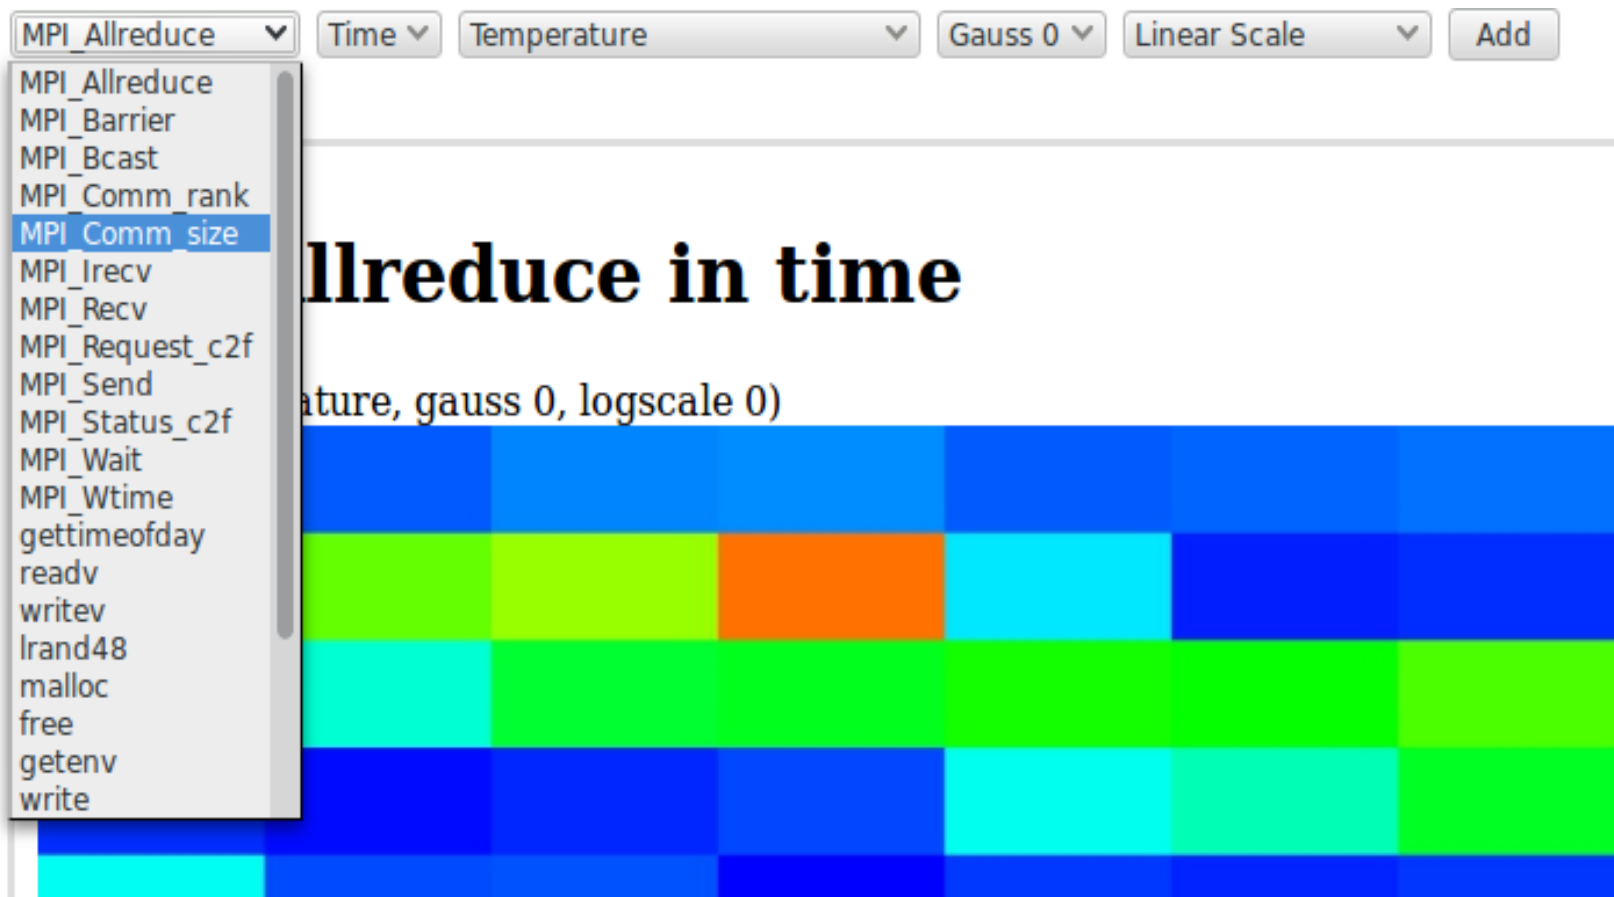 MPI_Allreduce Time Temperature Gauss 0 Linear Scale Add
MPI_Allreduce
MPI_Barrier
MPI_Bcast
MPI_Comm_rank
MPI_Comm_size
MPI_Irecv
MPI_Recv
MPI_Request_c2f
MPI_Send
MPI_Status_c2f
MPI_Wait
MPI_Wtime
gettimeofday
readv
writev
lrand48
malloc
free
getenv
write
llreduce in time
ature, gauss 0, logscale 0)